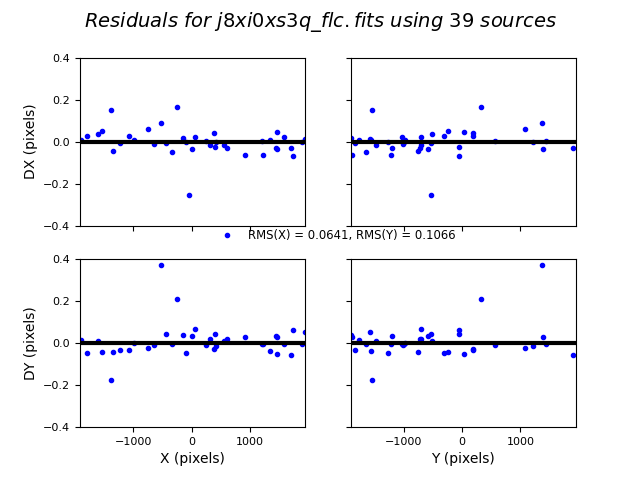 Residuals for j8xi0xs3q_flc.fits using 39 sources
0.4
0.2
0.0
−0.2
−0.4
DX (pixels)
RMS(X) = 0.0641, RMS(Y) = 0.1066
0.4
0.2
0.0
−0.2
−0.4
DY (pixels)
−1000 0 1000
−1000 0 1000
X (pixels)
Y (pixels)